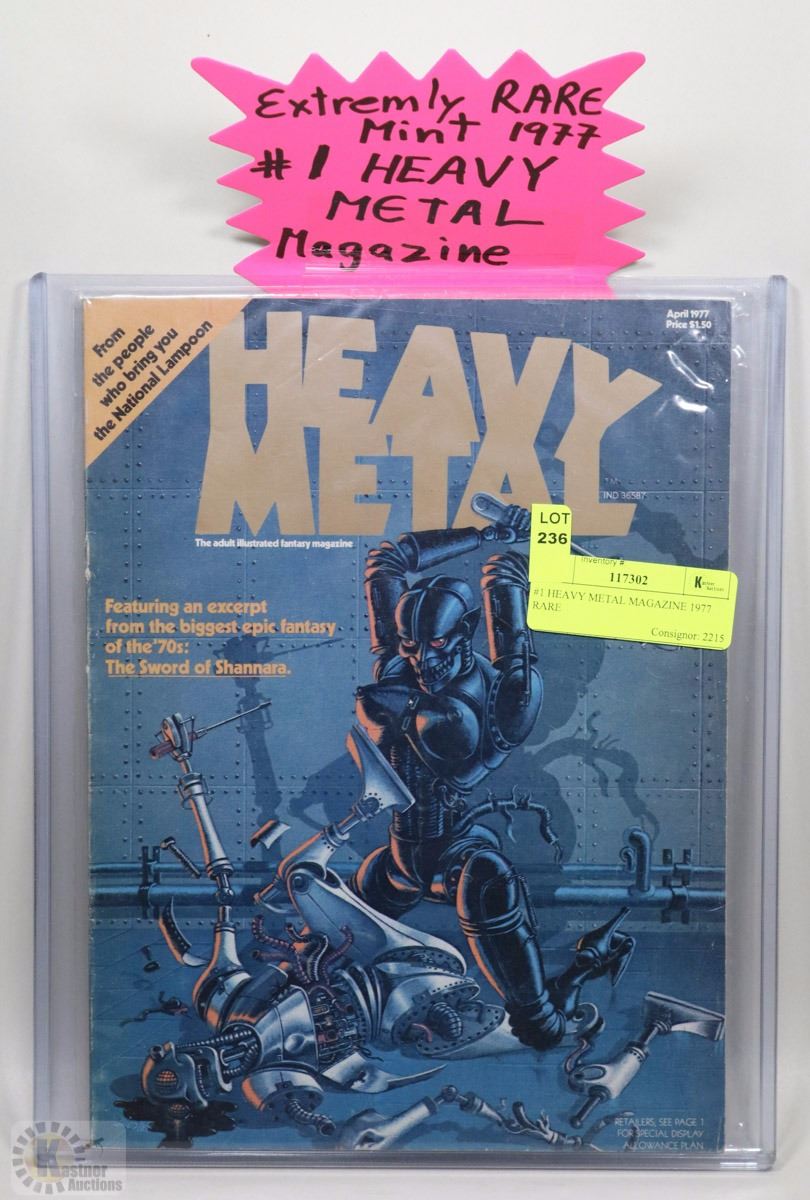 Extremly RARE
Mint 1977
#1 HEAVY
METAL
Magazine
From
the people
who bring you
the National Lampoon
HEAVY
METAL
April 1977
Price $1.50
TM
IND 36587
The adult illustrated fantasy magazine
LOT
236
Inventory #
117302
Kastner
Auctions
#1 HEAVY METAL MAGAZINE 1977
RARE
Consignor: 2215
Featuring an excerpt
from the biggest epic fantasy
of the '70s:
The Sword of Shannara.
RETAILERS, SEE PAGE 1
FOR SPECIAL DISPLAY
ALLOWANCE PLAN
Kastner
Auctions